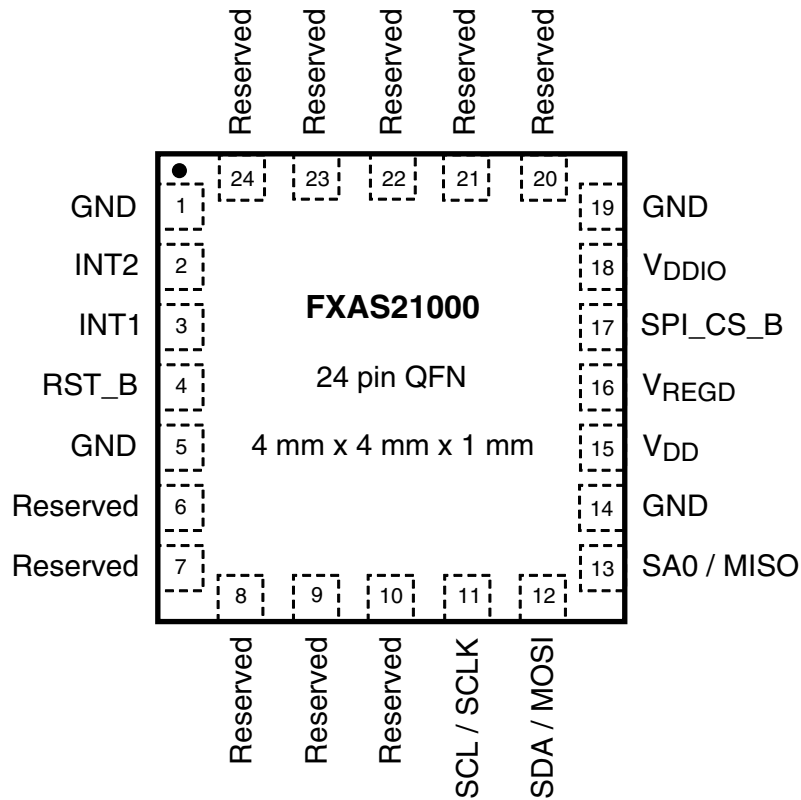 Reserved
Reserved
Reserved
Reserved
Reserved
24
23
22
21
20
GND
1
19
GND
INT2
2
18
VDDIO
INT1
3
FXAS21000
17
SPI_CS_B
RST_B
4
24 pin QFN
16
VREGD
GND
5
4 mm x 4 mm x 1 mm
15
VDD
Reserved
6
14
GND
Reserved
7
13
SA0 / MISO
8
9
10
11
12
Reserved
Reserved
Reserved
SCL / SCLK
SDA / MOSI